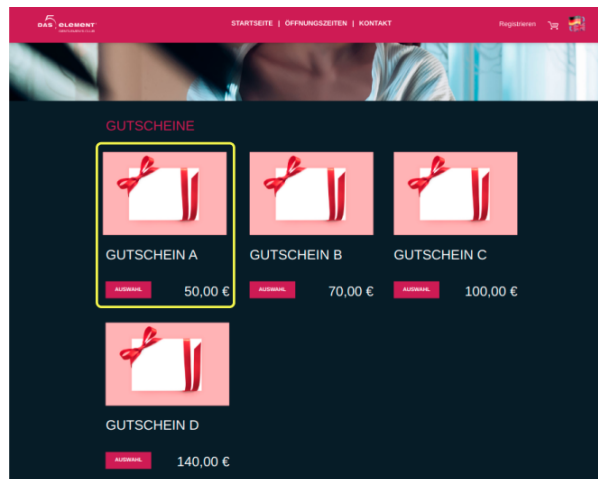 DAS element
STARTSEITE | ÖFFNUNGSZEITEN | KONTAKT
Registrieren
GUTSCHEINE
GUTSCHEIN A
AUSWAHL 50,00 €
GUTSCHEIN B
AUSWAHL 70,00 €
GUTSCHEIN C
AUSWAHL 100,00 €
GUTSCHEIN D
AUSWAHL 140,00 €